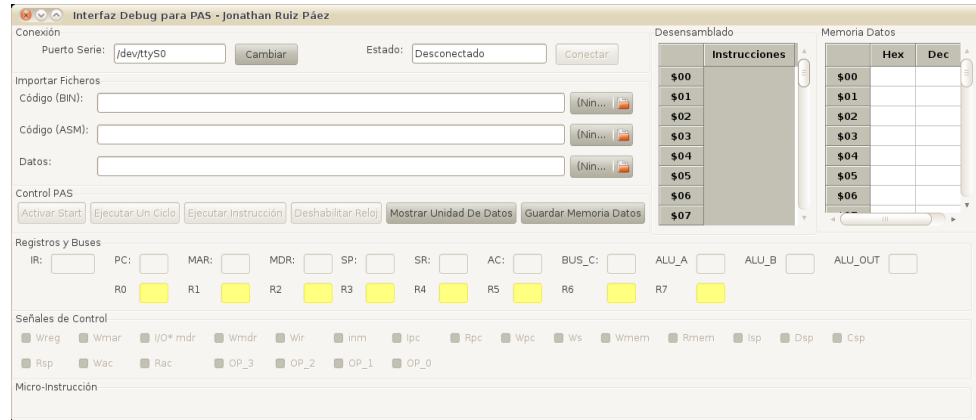 Interfaz Debug para PAS - Jonathan Ruiz Páez
Conexión
Puerto Serie: /dev/ttyS0 Cambiar Estado: Desconectado Conectar
Importar Ficheros
Código (BIN): (Nin...
Código (ASM): (Nin...
Datos: (Nin...
Control PAS
Activar Start Ejecutar Un Ciclo Ejecutar Instrucción Deshabilitar Reloj Mostrar Unidad De Datos Guardar Memoria Datos
Desensamblado
Instrucciones
$00
$01
$02
$03
$04
$05
$06
$07
Memoria Datos
Hex Dec
$00
$01
$02
$03
$04
$05
$06
Registros y Buses
IR: PC: MAR: MDR: SP: SR: AC: BUS_C: ALU_A ALU_B ALU_OUT
R0 R1 R2 R3 R4 R5 R6 R7
Señales de Control
Wreg Wmar I/O* mdr Wmdr Wir inm Ipc Rpc Wpc Ws Wmem Rmem Isp Dsp Csp
Rsp Wac Rac OP_3 OP_2 OP_1 OP_0
Micro-Instrucción